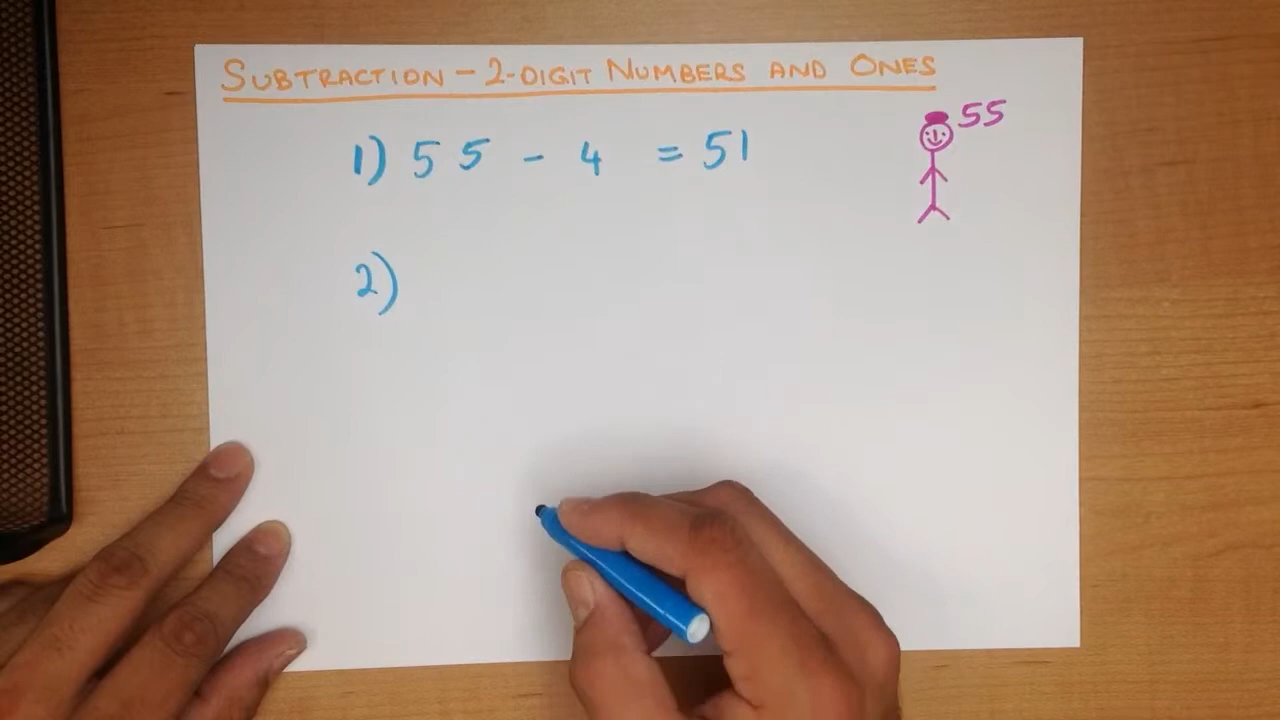 SUBTRACTION - 2-DIGIT NUMBERS AND ONES
55
1) 55 - 4 = 51
2)